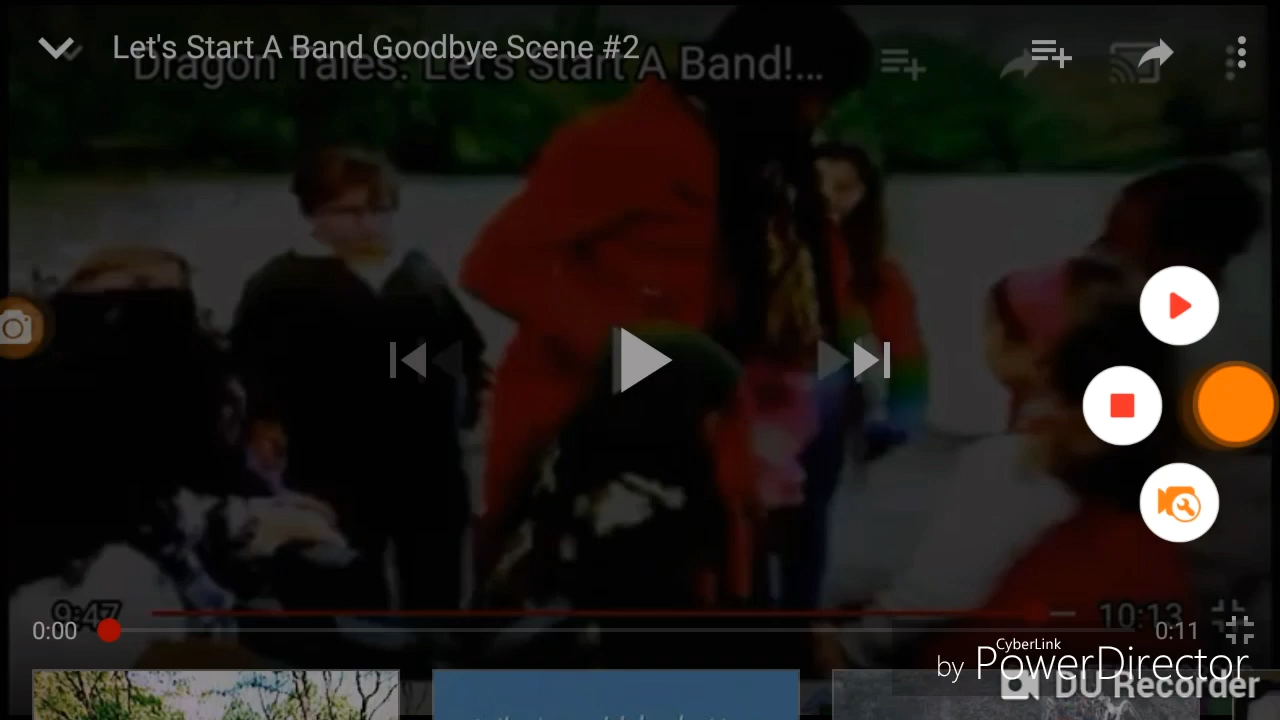 Let's Start A Band Goodbye Scene #2
Dragon Tales: Let's Start A Band!...
9:47
10:13
0:00
0:11
CyberLink
by PowerDirector
DU Recorder